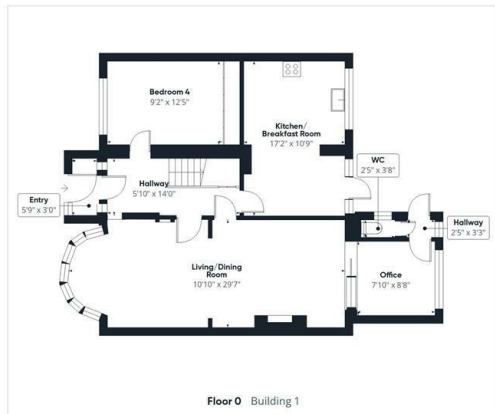 Bedroom 4
9'2" x 12'5"
Kitchen/
Breakfast Room
17'2" x 10'9"
WC
2'5" x 3'8"
Hallway
5'10" x 14'0"
Entry
5'9" x 3'0"
Hallway
2'5" x 3'3"
Living/Dining
Room
10'10" x 29'7"
Office
7'10" x 8'8"
Floor 0 Building 1